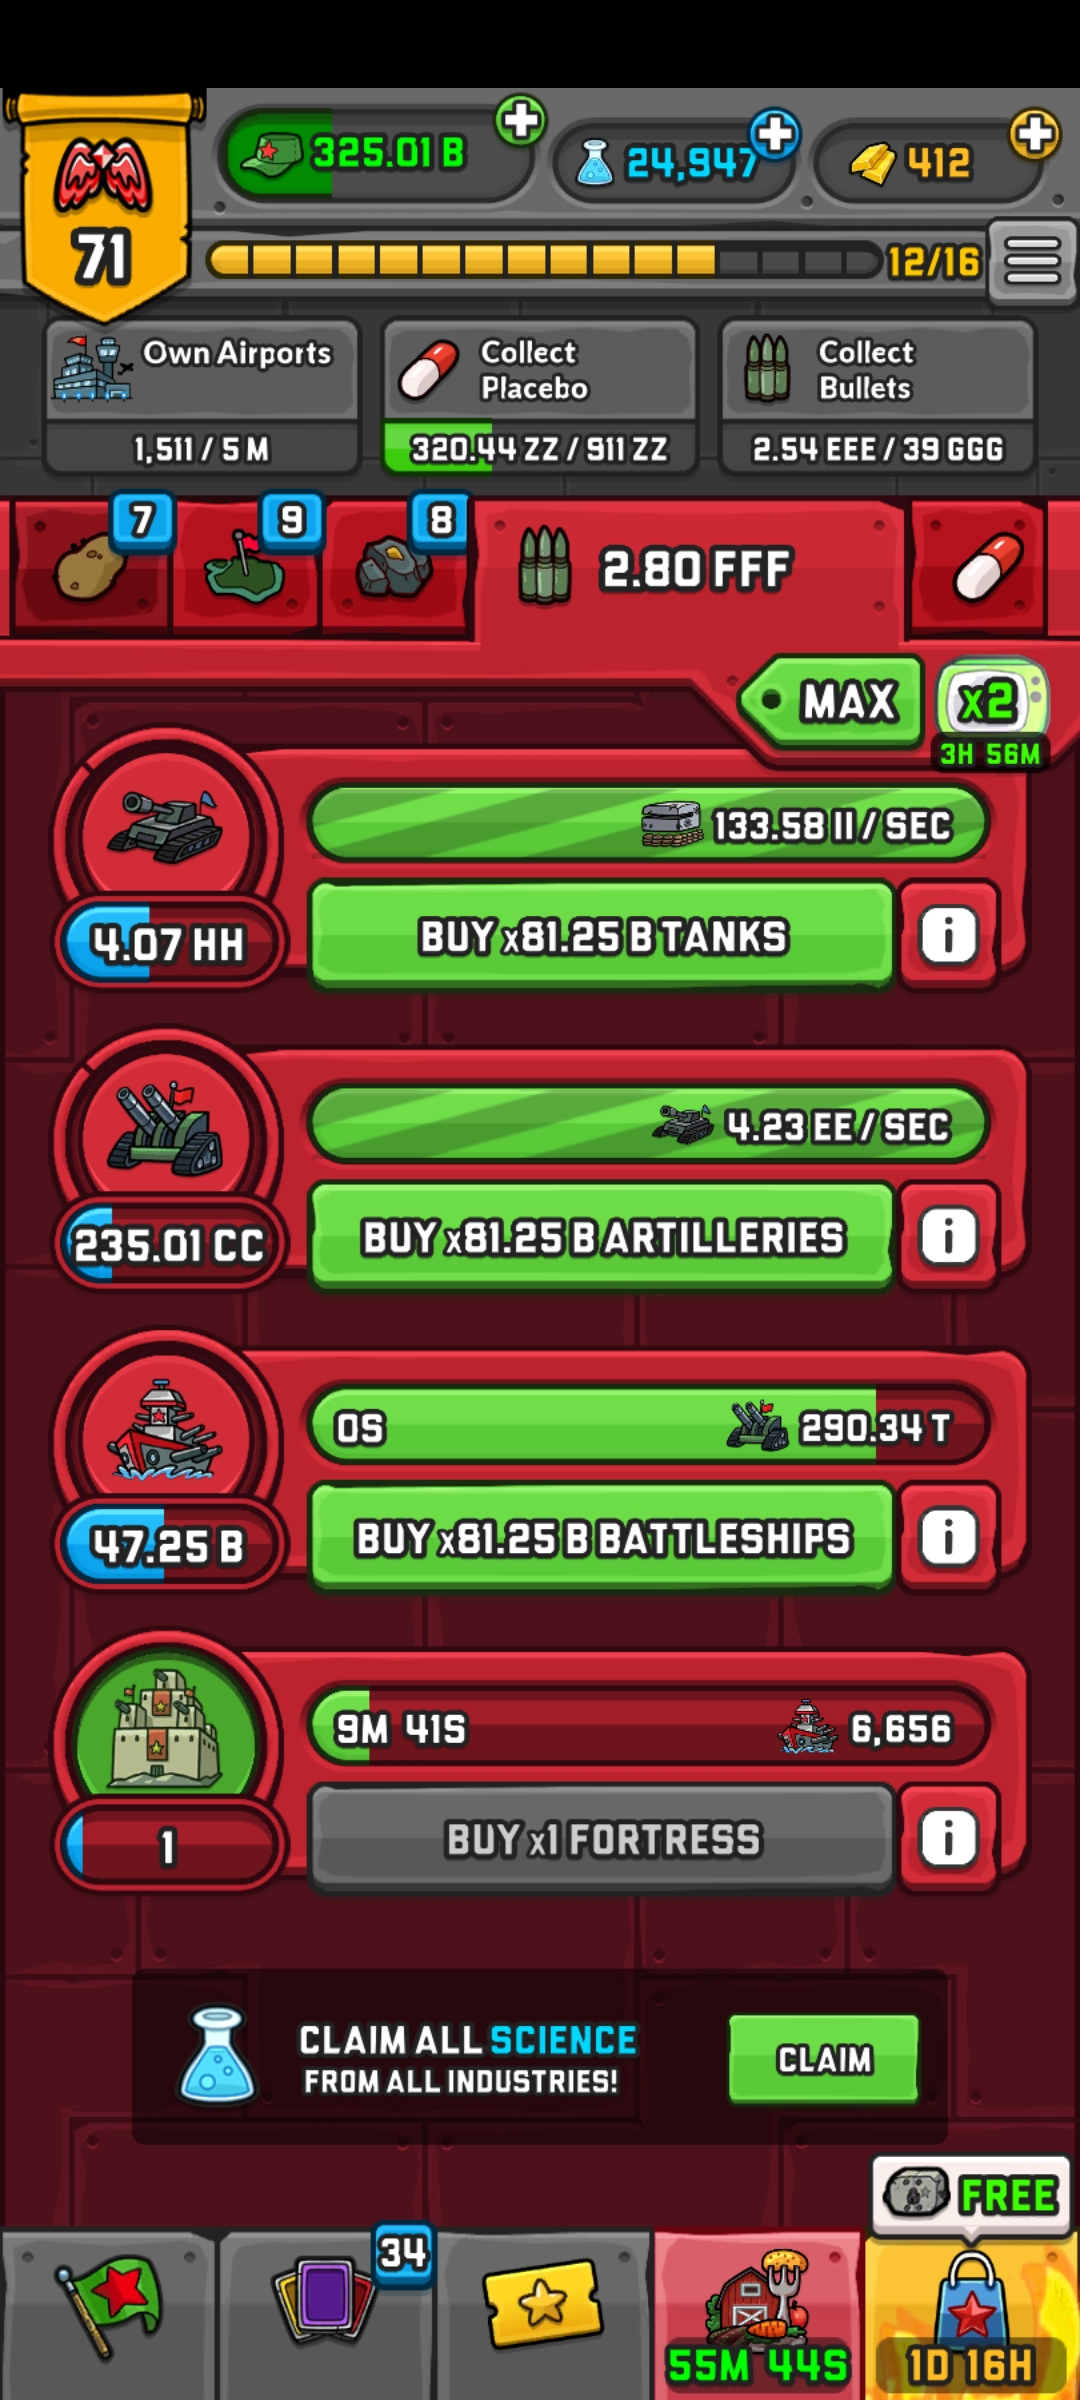 71
325.01 B
24,947
412
12/16
Own Airports
1,511 / 5 M
Collect
Placebo
320.44 ZZ / 911 ZZ
Collect
Bullets
2.54 EEE / 39 GGG
7
9
8
2.80 FFF
MAX
x2
3H 56M
133.58 II / SEC
4.07 HH
BUY x81.25 B TANKS
i
4.23 EE / SEC
235.01 CC
BUY x81.25 B ARTILLERIES
i
0S
290.34 T
47.25 B
BUY x81.25 B BATTLESHIPS
i
9M 41S
6,656
1
BUY x1 FORTRESS
i
CLAIM ALL SCIENCE
FROM ALL INDUSTRIES!
CLAIM
FREE
34
55M 44S
1D 16H